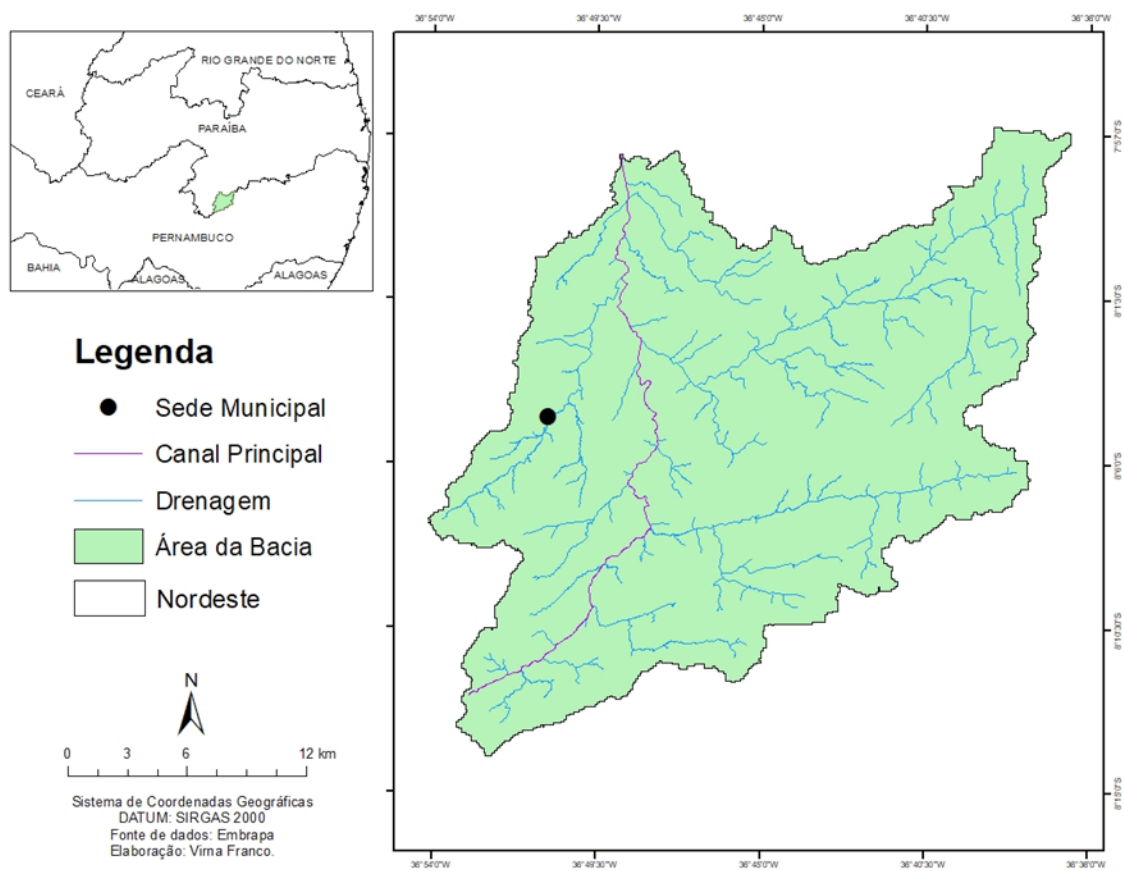 36°54'0"W 36°49'30"W 36°45'0"W 36°40'30"W 36°36'0"W
RIO GRANDE DO NORTE
CEARÁ
PARAÍBA
PERNAMBUCO
BAHIA
ALAGOAS
ALAGOAS
7°57'0"S
8°1'30"S
8°6'0"S
8°10'30"S
8°15'0"S
Legenda
Sede Municipal
Canal Principal
Drenagem
Área da Bacia
Nordeste
N
0 3 6 12 km
Sistema de Coordenadas Geográficas
DATUM: SIRGAS 2000
Fonte de dados: Embrapa
Elaboração: Virna Franco.
36°54'0"W 36°49'30"W 36°45'0"W 36°40'30"W 36°36'0"W